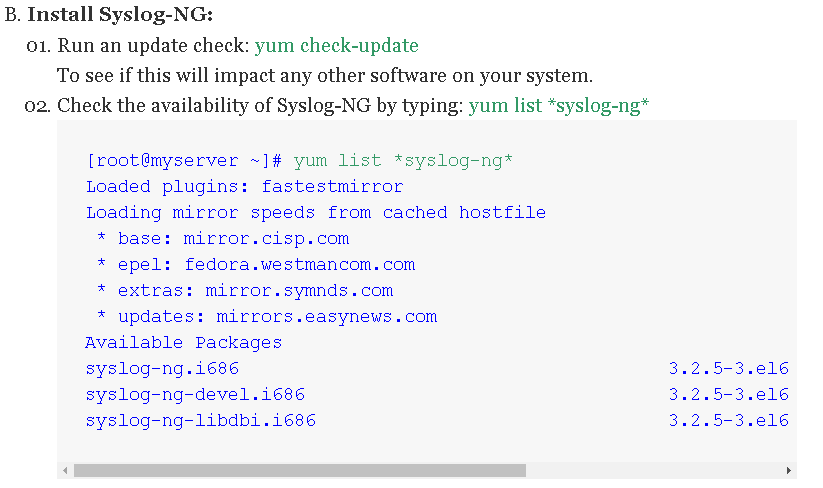 B. Install Syslog-NG:
01. Run an update check: yum check-update
To see if this will impact any other software on your system.
02. Check the availability of Syslog-NG by typing: yum list *syslog-ng*
[root@myserver ~]# yum list *syslog-ng*
Loaded plugins: fastestmirror
Loading mirror speeds from cached hostfile
* base: mirror.cisp.com
* epel: fedora.westmancom.com
* extras: mirror.symnds.com
* updates: mirrors.easynews.com
Available Packages
syslog-ng.i686 3.2.5-3.el6
syslog-ng-devel.i686 3.2.5-3.el6
syslog-ng-libdbi.i686 3.2.5-3.el6